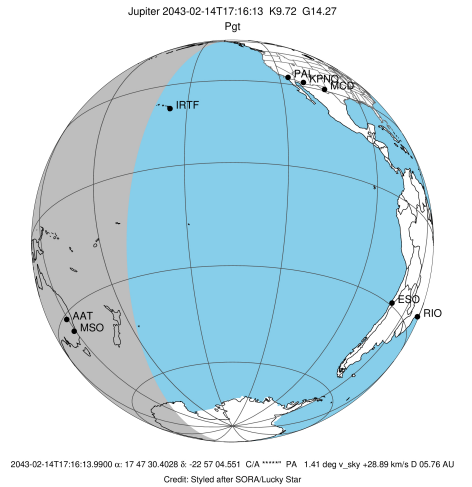 Jupiter 2043-02-14T17:16:13 K9.72 G14.27
Pgt
PAL
KPNO
MCD
IRTF
ESO
RIO
AAT
MSO
2043-02-14T17:16:13.9900 α: 17 47 30.4028 δ: -22 57 04.551 C/A *****" PA 1.41 deg v_sky +28.89 km/s D 05.76 AU
Credit: Styled after SORA/Lucky Star